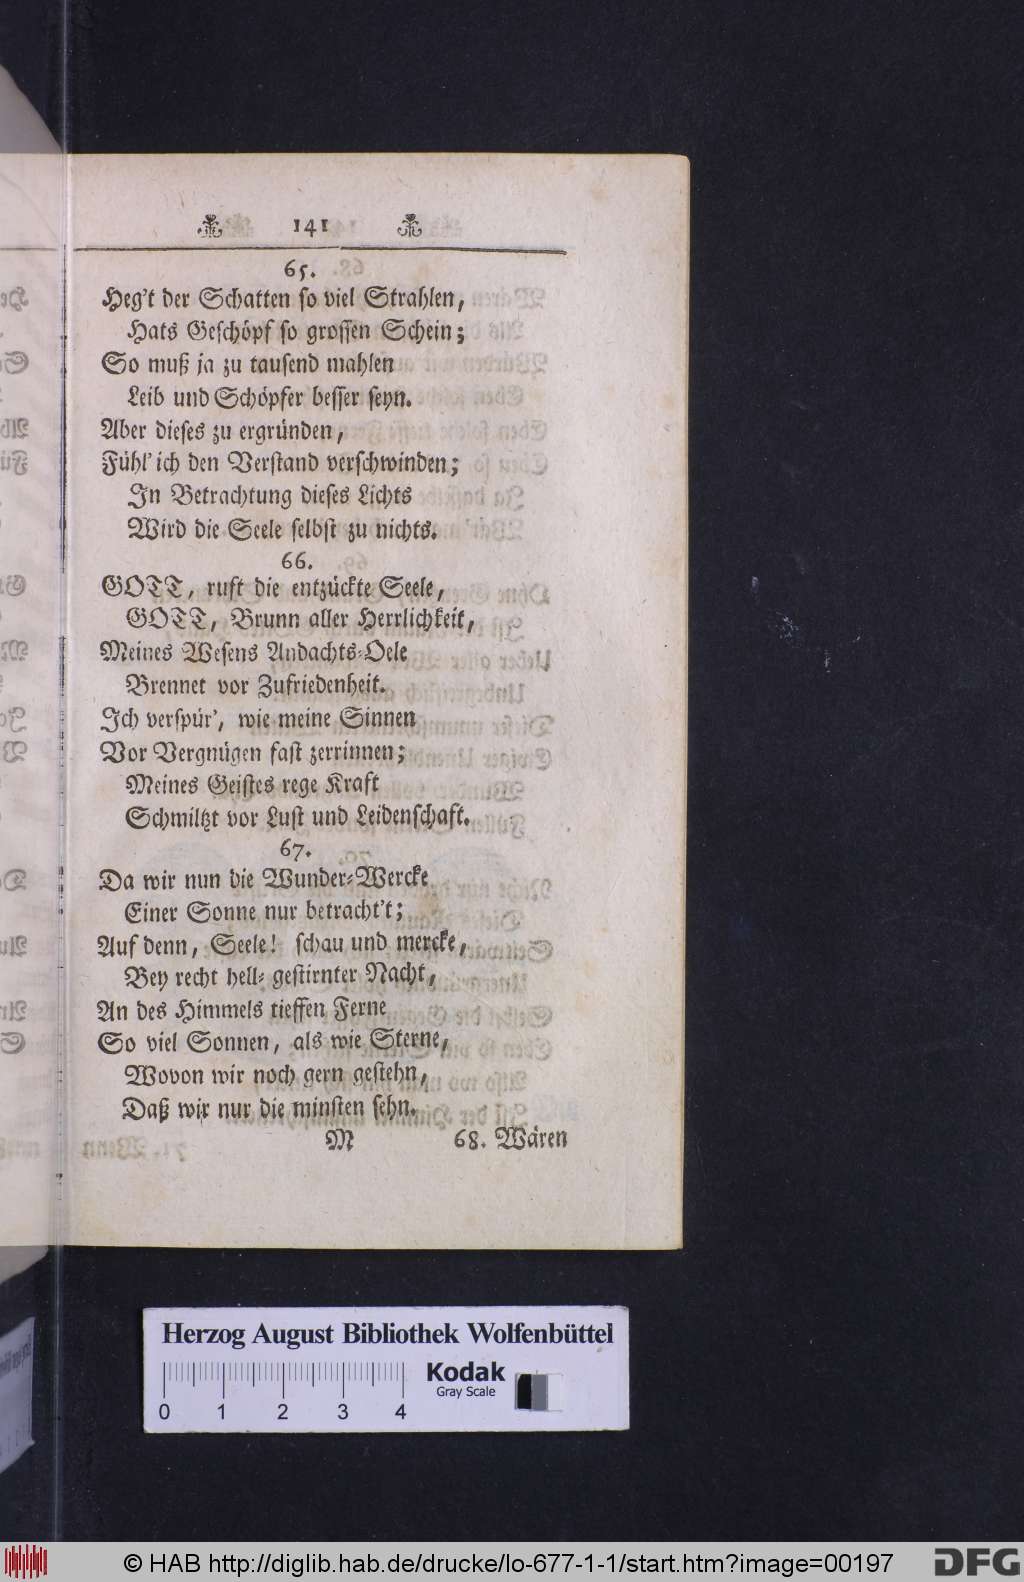 141
65.
Heg't der Schatten so viel Strahlen,
Hats Geschöpf so grossen Schein;
So muß ja zu tausend mahlen
Leib und Schöpfer besser seyn.
Aber dieses zu ergründen,
Fühl' ich den Verstand verschwinden;
In Betrachtung dieses Lichts
Wird die Seele selbst zu nichts.
66.
GOTT, ruft die entzückte Seele,
GOTT, Brunn aller Herrlichkeit,
Meines Wesens Andachts-Oele
Brennet vor Zufriedenheit.
Ich verspür', wie meine Sinnen
Vor Vergnügen fast zerrinnen;
Meines Geistes rege Kraft
Schmiltzt vor Lust und Leidenschaft.
67.
Da wir nun die Wunder-Wercke
Einer Sonne nur betracht't;
Auf denn, Seele! schau und mercke,
Bey recht hell-gestirnter Nacht,
An des Himmels tieffen Ferne
So viel Sonnen, als wie Sterne,
Wovon wir noch gern gestehn,
Daß wir nur die minsten sehn.
M 68. Wären
Herzog August Bibliothek Wolfenbüttel
Kodak
Gray Scale
0 1 2 3 4
© HAB http://diglib.hab.de/drucke/lo-677-1-1/start.htm?image=00197
DFG